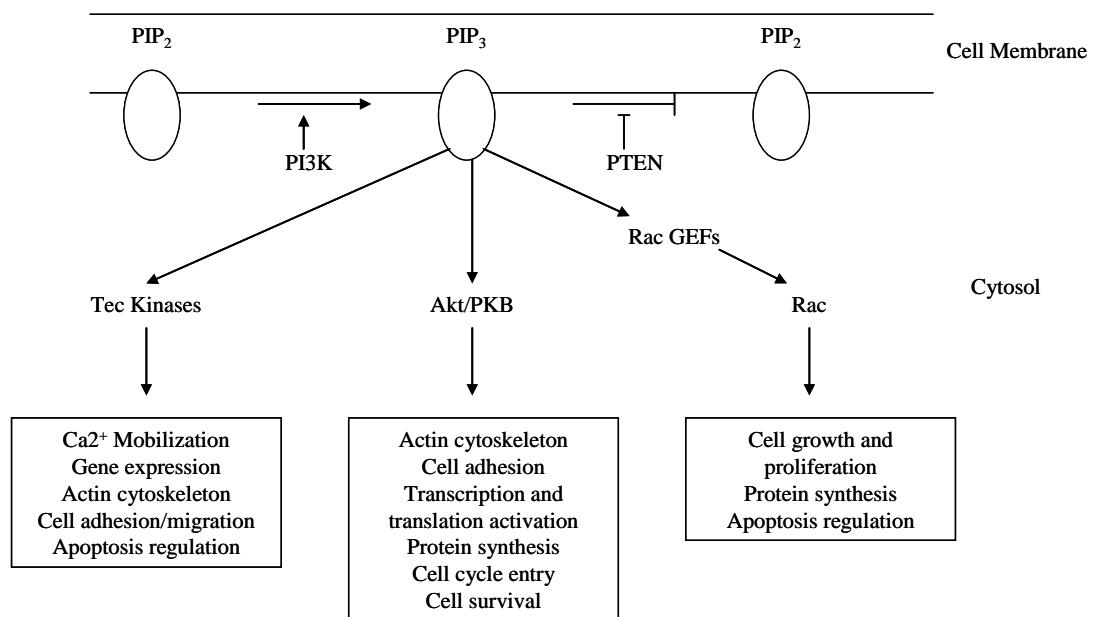 PIP₂
PIP₃
PIP₂
Cell Membrane
PI3K
PTEN
Rac GEFs
Cytosol
Tec Kinases
Akt/PKB
Rac
Ca2⁺ Mobilization
Gene expression
Actin cytoskeleton
Cell adhesion/migration
Apoptosis regulation
Actin cytoskeleton
Cell adhesion
Transcription and
translation activation
Protein synthesis
Cell cycle entry
Cell survival
Cell growth and
proliferation
Protein synthesis
Apoptosis regulation